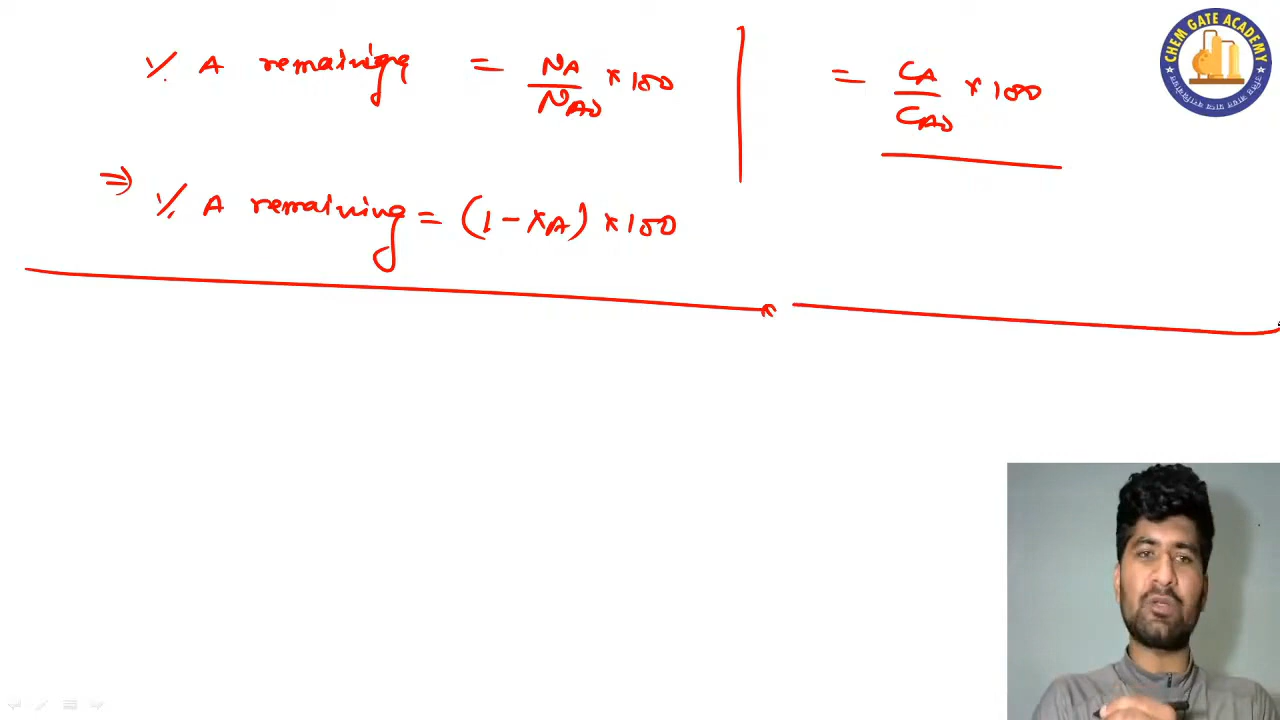 % A remaining = NA/NA0 * 100
= CA/CA0 * 100
⇒ % A remaining = (1 - XA) * 100
CHEM GATE ACADEMY